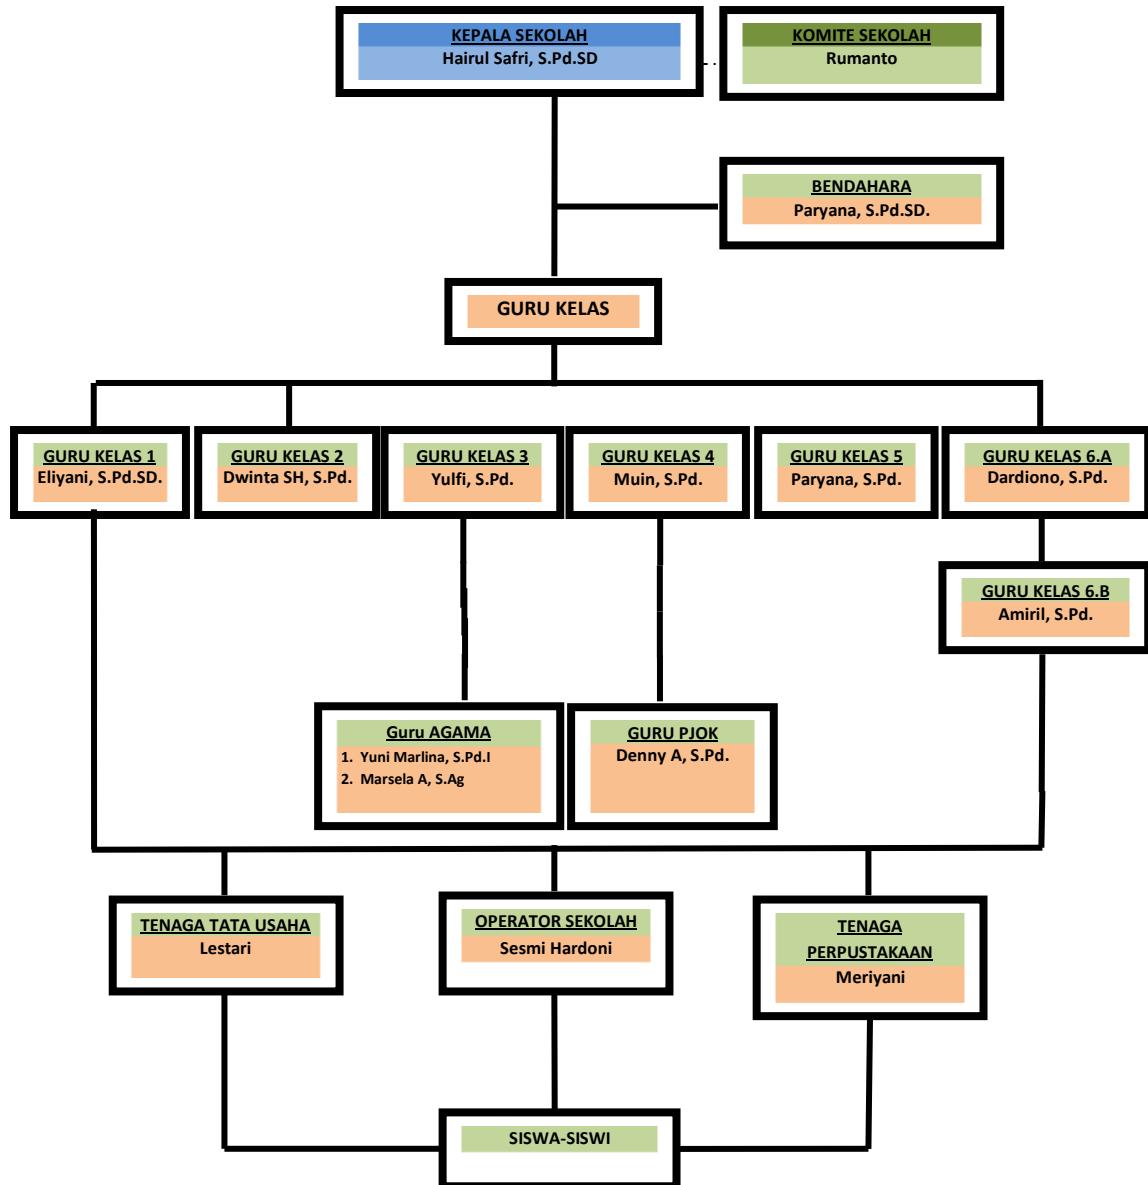 KEPALA SEKOLAH
Hairul Safri, S.Pd.SD
KOMITE SEKOLAH
Rumanto
BENDAHARA
Paryana, S.Pd.SD.
GURU KELAS
GURU KELAS 1
Eliyani, S.Pd.SD.
GURU KELAS 2
Dwinta SH, S.Pd.
GURU KELAS 3
Yulfi, S.Pd.
GURU KELAS 4
Muin, S.Pd.
GURU KELAS 5
Paryana, S.Pd.
GURU KELAS 6.A
Dardiono, S.Pd.
GURU KELAS 6.B
Amiril, S.Pd.
Guru AGAMA
1. Yuni Marlina, S.Pd.I
2. Marsela A, S.Ag
GURU PJOK
Denny A, S.Pd.
TENAGA TATA USAHA
Lestari
OPERATOR SEKOLAH
Sesmi Hardoni
TENAGA
PERPUSTAKAAN
Meriyani
SISWA-SISWI